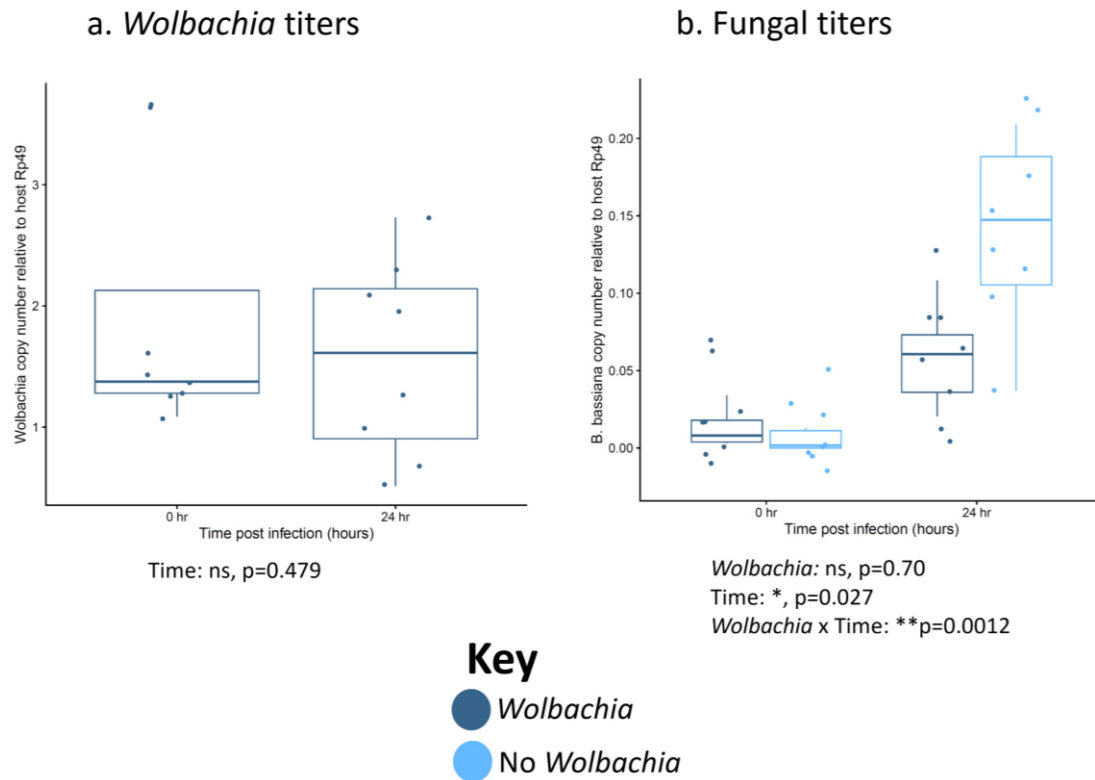 a. Wolbachia titers
Wolbachia copy number relative to host Rp49
3
2
1
0 hr
24 hr
Time post infection (hours)
Time: ns, p=0.479
b. Fungal titers
B. bassiana copy number relative to host Rp49
0.20
0.15
0.10
0.05
0.00
0 hr
24 hr
Time post infection (hours)
Wolbachia: ns, p=0.70
Time: *, p=0.027
Wolbachia x Time: **p=0.0012
Key
Wolbachia
No Wolbachia